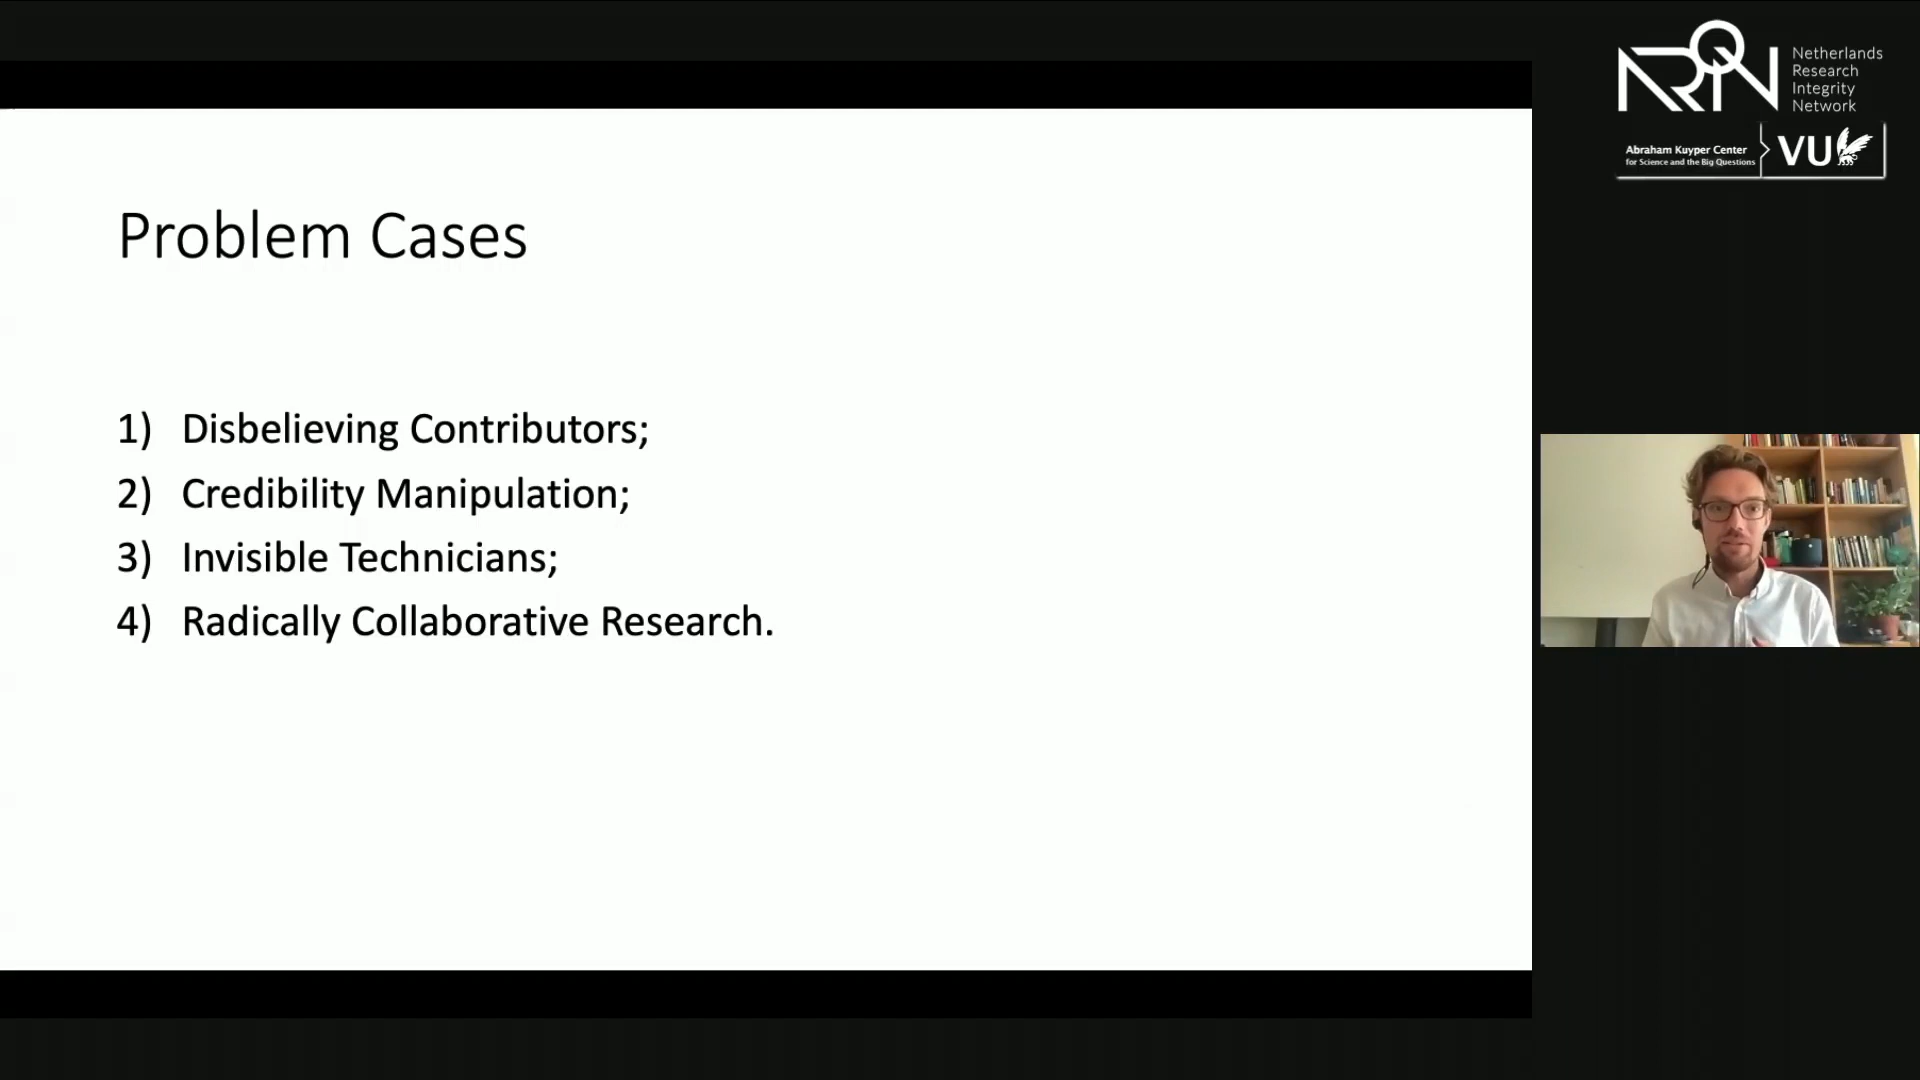 Problem Cases
1) Disbelieving Contributors;
2) Credibility Manipulation;
3) Invisible Technicians;
4) Radically Collaborative Research.
NRIN
Netherlands
Research
Integrity
Network
Abraham Kuyper Center
for Science and the Big Questions
VU